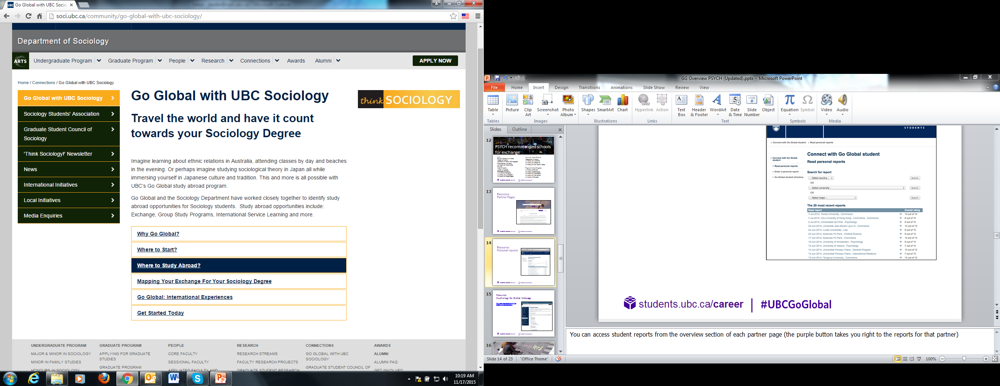 Go Global with UBC Socio
soci.ubc.ca/community/go-global-with-ubc-sociology/
Department of Sociology
ARTS
Undergraduate Program
Graduate Program
People
Research
Connections
Awards
Alumni
APPLY NOW
Home / Connections / Go Global with UBC Sociology
Go Global with UBC Sociology
Sociology Students' Association
Graduate Student Council of
Sociology
'Think Sociology!' Newsletter
News
International Initiatives
Local Initiatives
Media Enquiries
Go Global with UBC Sociology
think SOCIOLOGY
Travel the world and have it count
towards your Sociology Degree
Imagine learning about ethnic relations in Australia, attending classes by day and beaches
in the evening. Or perhaps imagine studying sociological theory in Japan all while
immersing yourself in Japanese culture and tradition. This and more is all possible with
UBC's Go Global study abroad program.
Go Global and the Sociology Department have worked closely together to identify study
abroad opportunities for Sociology students. Study abroad opportunities include:
Exchange, Group Study Programs, International Service Learning and more.
Why Go Global?
Where to Start?
Where to Study Abroad?
Mapping Your Exchange For Your Sociology Degree
Go Global: International Experiences
Get Started Today
UNDERGRADUATE PROGRAM
MAJOR & MINOR IN SOCIOLOGY
MINOR IN FAMILY STUDIES
HONOURS IN SOCIOLOGY
GRADUATE PROGRAM
APPLYING FOR GRADUATE
STUDIES
GRADUATE PROGRAM
PEOPLE
CORE FACULTY
SESSIONAL FACULTY
AFFILIATED FACULTY AND
RESEARCH
RESEARCH STREAMS
FACULTY RESEARCH PROJECTS
GRADUATE STUDENT RESEARCH
CONNECTIONS
GO GLOBAL WITH UBC
SOCIOLOGY
GRADUATE STUDENT COUNCIL OF
AWARDS
ALUMNI
ALUMNI FAQ
GET INVOLVED
10:19 AM
11/17/2015
GG Overview PSYCH (Updated).pptx - Microsoft PowerPoint
File
Home
Insert
Design
Transitions
Animations
Slide Show
Review
View
Table
Picture
Clip
Art
Screenshot
Photo
Album
Shapes
SmartArt
Chart
Hyperlink
Action
Text
Box
Header
& Footer
WordArt
Date
& Time
Slide
Number
Object
Equation
Symbol
Video
Audio
Tables
Images
Illustrations
Links
Text
Symbols
Media
Slides
Outline
12
PSYCH recommended schools
for exchange
13
Resource:
Partner Pages
14
Resource:
Personal reports
15
Resource:
Psychology Go Global Webpage
16
STUDENTS
Connect with Go Global student
Read personal reports
Connect with Go Global
student
Read personal reports
Enter a personal report
Go Global student directory
Connect with Go Global student
Read personal reports
Search for report
- Select country -
Search
OR
- Select university -
Search
OR
- Select major -
Search
The 20 most recent reports
Read report Overall rating
7-Jul-2014, Yonsei University , Commerce 10 out of 10
7-Jul-2014, City University of Hong Kong - Commerce , Commerce 8 out of 10
2-Jul-2014, Universidad de Chile , Psychology 9 out of 10
25-Jun-2014, Université Jean-Moulin Lyon III , Commerce 10 out of 10
24-Jun-2014, Lunds Universitet , Law 9 out of 10
23-Jun-2014, Sciences Po Paris , Political Science 9 out of 10
17-Jun-2014, Sciences Po Paris , Commerce 10 out of 10
15-Jun-2014, University of Amsterdam , Psychology 9 out of 10
14-Jun-2014, University of Iceland , Psychology 7 out of 10
14-Jun-2014, Universitat Pompeu Fabra , General Program 10 out of 10
14-Jun-2014, Universitat Pompeu Fabra , International Relations 7 out of 10
13-Jun-2014, Tsinghua University , Commerce 10 out of 10
students.ubc.ca/career | #UBCGoGlobal
You can access student reports from the overview section of each partner page (the purple button takes you right to the reports for that partner)
Slide 14 of 23
"Office Theme"
100%